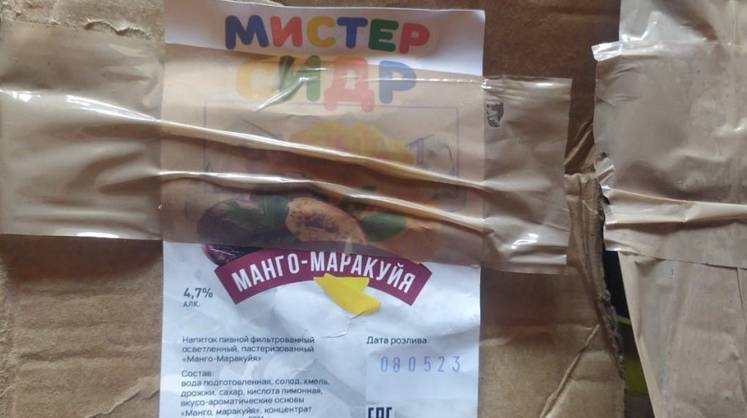 МИСТЕР
СИДР
МАНГО-МАРАКУЙЯ
4,7%
АЛК.
Напиток пивной фильтрованный
осветленный, пастеризованный
«Манго-Маракуйя»
Состав:
вода подготовленная, солод, хмель,
дрожжи, сахар, кислота лимонная,
вкусо-ароматические основы
«Манго, маракуйя», концентрат
Дата розлива
080523